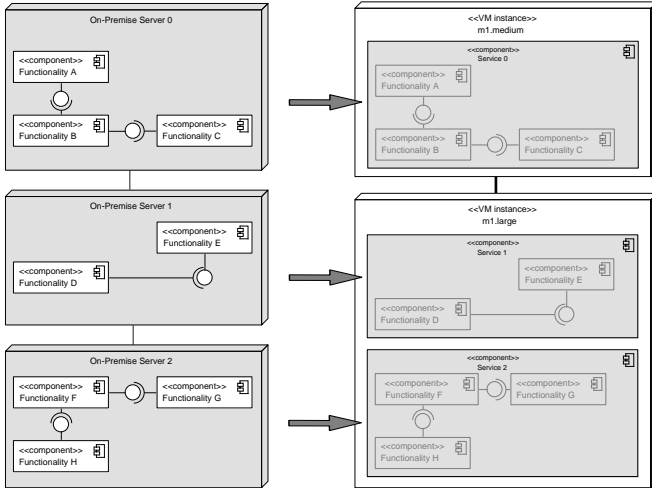 On-Premise Server 0
<<component>>
Functionality A
<<component>>
Functionality B
<<component>>
Functionality C
<<VM instance>>
m1.medium
<<component>>
Service 0
<<component>>
Functionality A
<<component>>
Functionality B
<<component>>
Functionality C
On-Premise Server 1
<<component>>
Functionality E
<<component>>
Functionality D
<<VM instance>>
m1.large
<<component>>
Service 1
<<component>>
Functionality E
<<component>>
Functionality D
On-Premise Server 2
<<component>>
Functionality F
<<component>>
Functionality G
<<component>>
Functionality H
<<component>>
Service 2
<<component>>
Functionality F
<<component>>
Functionality G
<<component>>
Functionality H